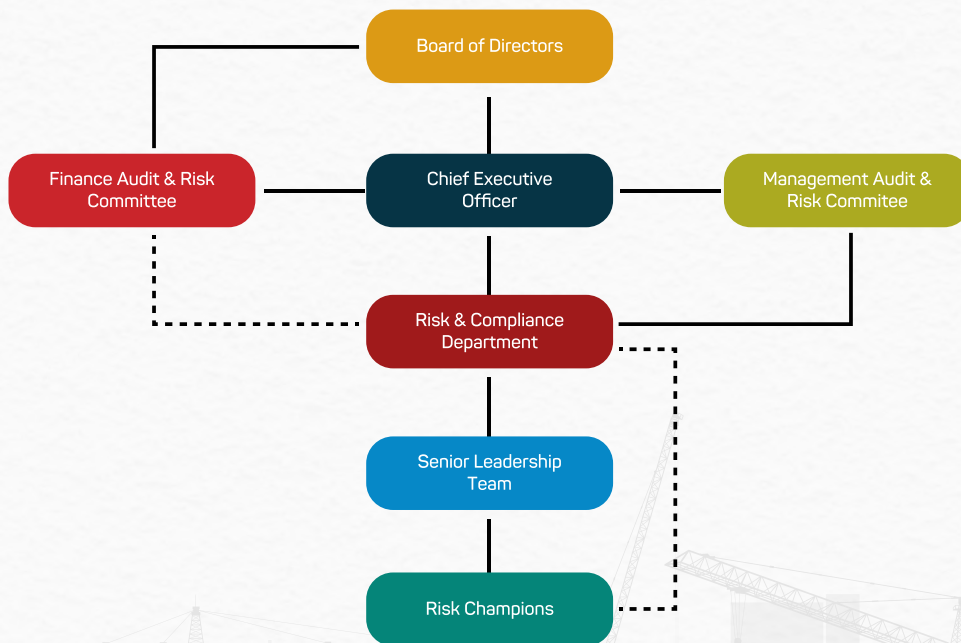 Board of Directors
Finance Audit & Risk
Committee
Chief Executive
Officer
Management Audit &
Risk Commitee
Risk & Compliance
Department
Senior Leadership
Team
Risk Champions